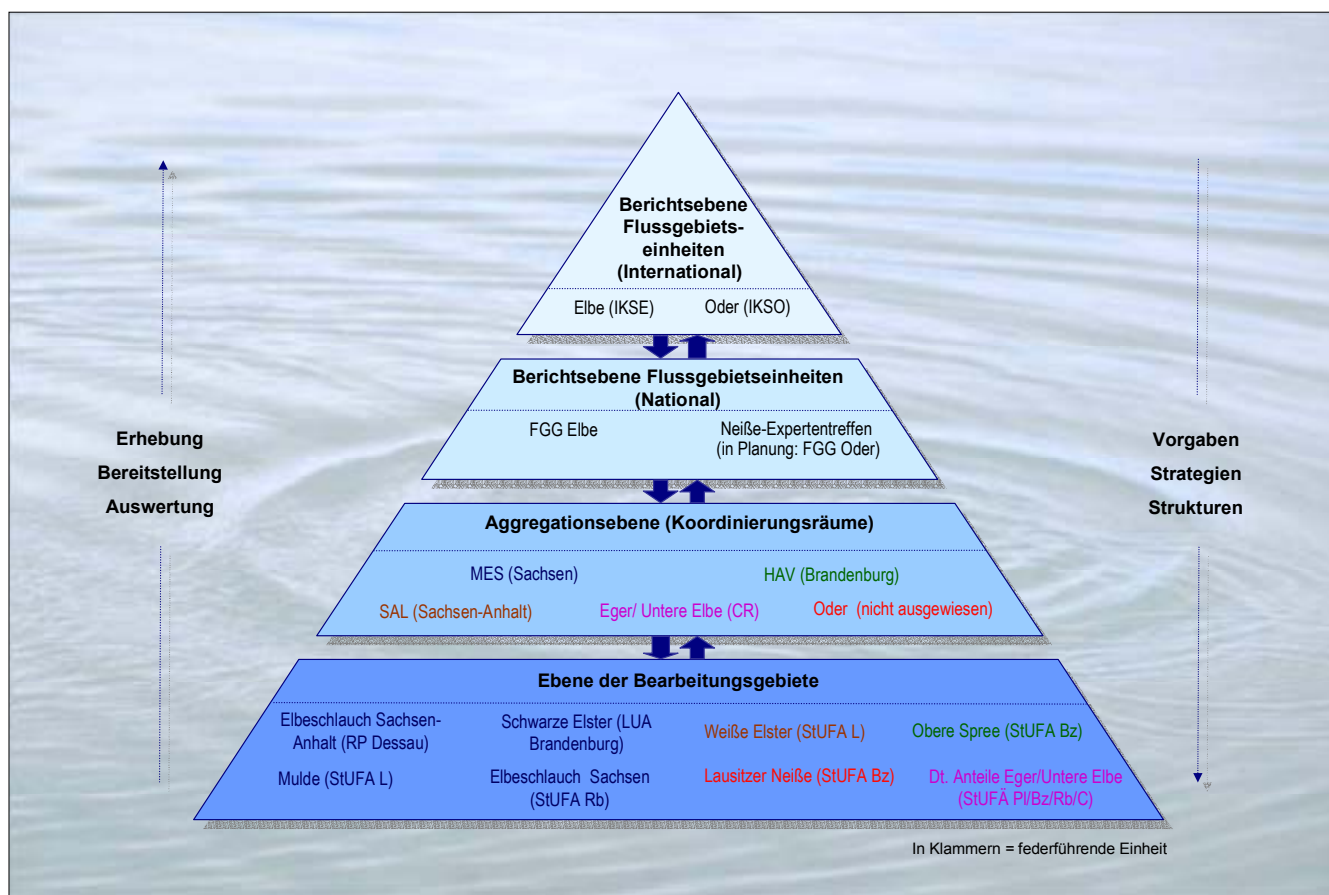 Berichtsebene
Flussgebiets-
einheiten
(International)
Elbe (IKSE) Oder (IKSO)
Berichtsebene Flussgebietseinheiten
(National)
FGG Elbe
Neiße-Expertentreffen
(in Planung: FGG Oder)
Erhebung
Bereitstellung
Auswertung
Vorgaben
Strategien
Strukturen
Aggregationsebene (Koordinierungsräume)
MES (Sachsen) HAV (Brandenburg)
SAL (Sachsen-Anhalt) Eger/ Untere Elbe (CR) Oder (nicht ausgewiesen)
Ebene der Bearbeitungsgebiete
Elbeschlauch Sachsen-
Anhalt (RP Dessau)
Schwarze Elster (LUA
Brandenburg)
Weiße Elster (StUFA L)
Obere Spree (StUFA Bz)
Mulde (StUFA L)
Elbeschlauch Sachsen
(StUFA Rb)
Lausitzer Neiße (StUFA Bz)
Dt. Anteile Eger/Untere Elbe
(StUFÄ Pl/Bz/Rb/C)
In Klammern = federführende Einheit